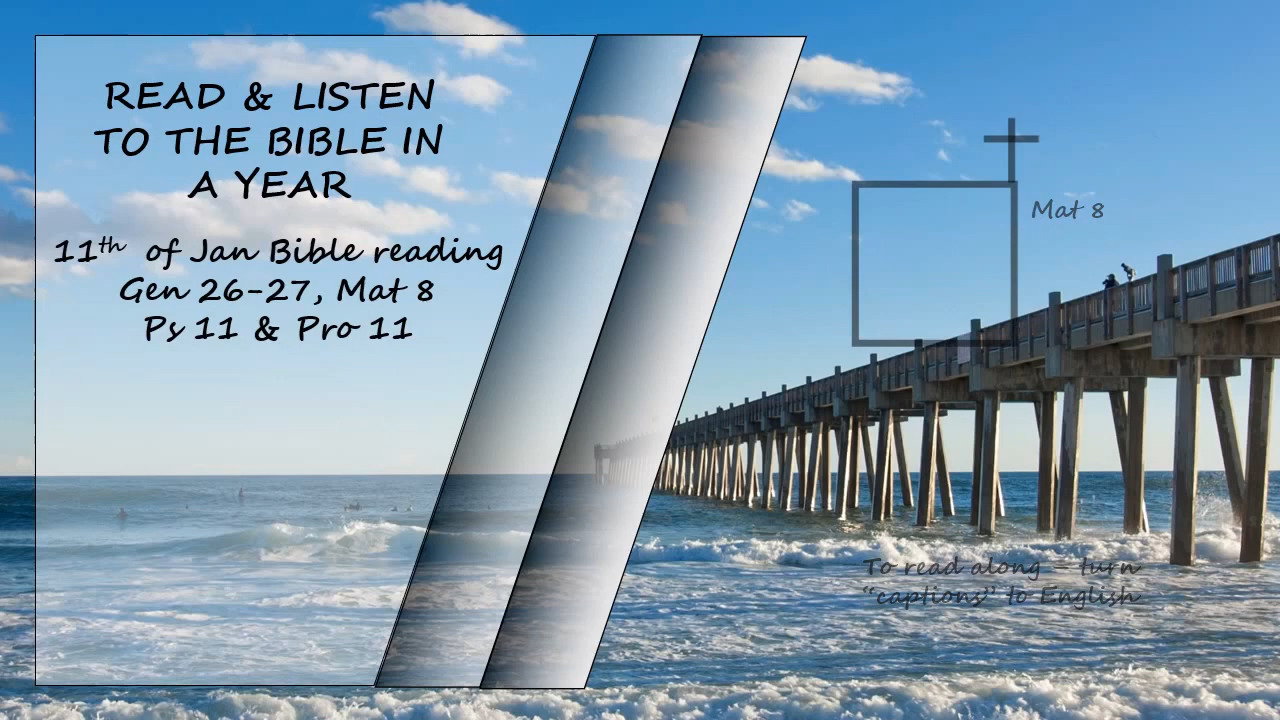 READ & LISTEN
TO THE BIBLE IN
A YEAR
11th of Jan Bible reading
Gen 26-27, Mat 8
Ps 11 & Pro 11
Mat 8
To read along – turn
“captions” to English